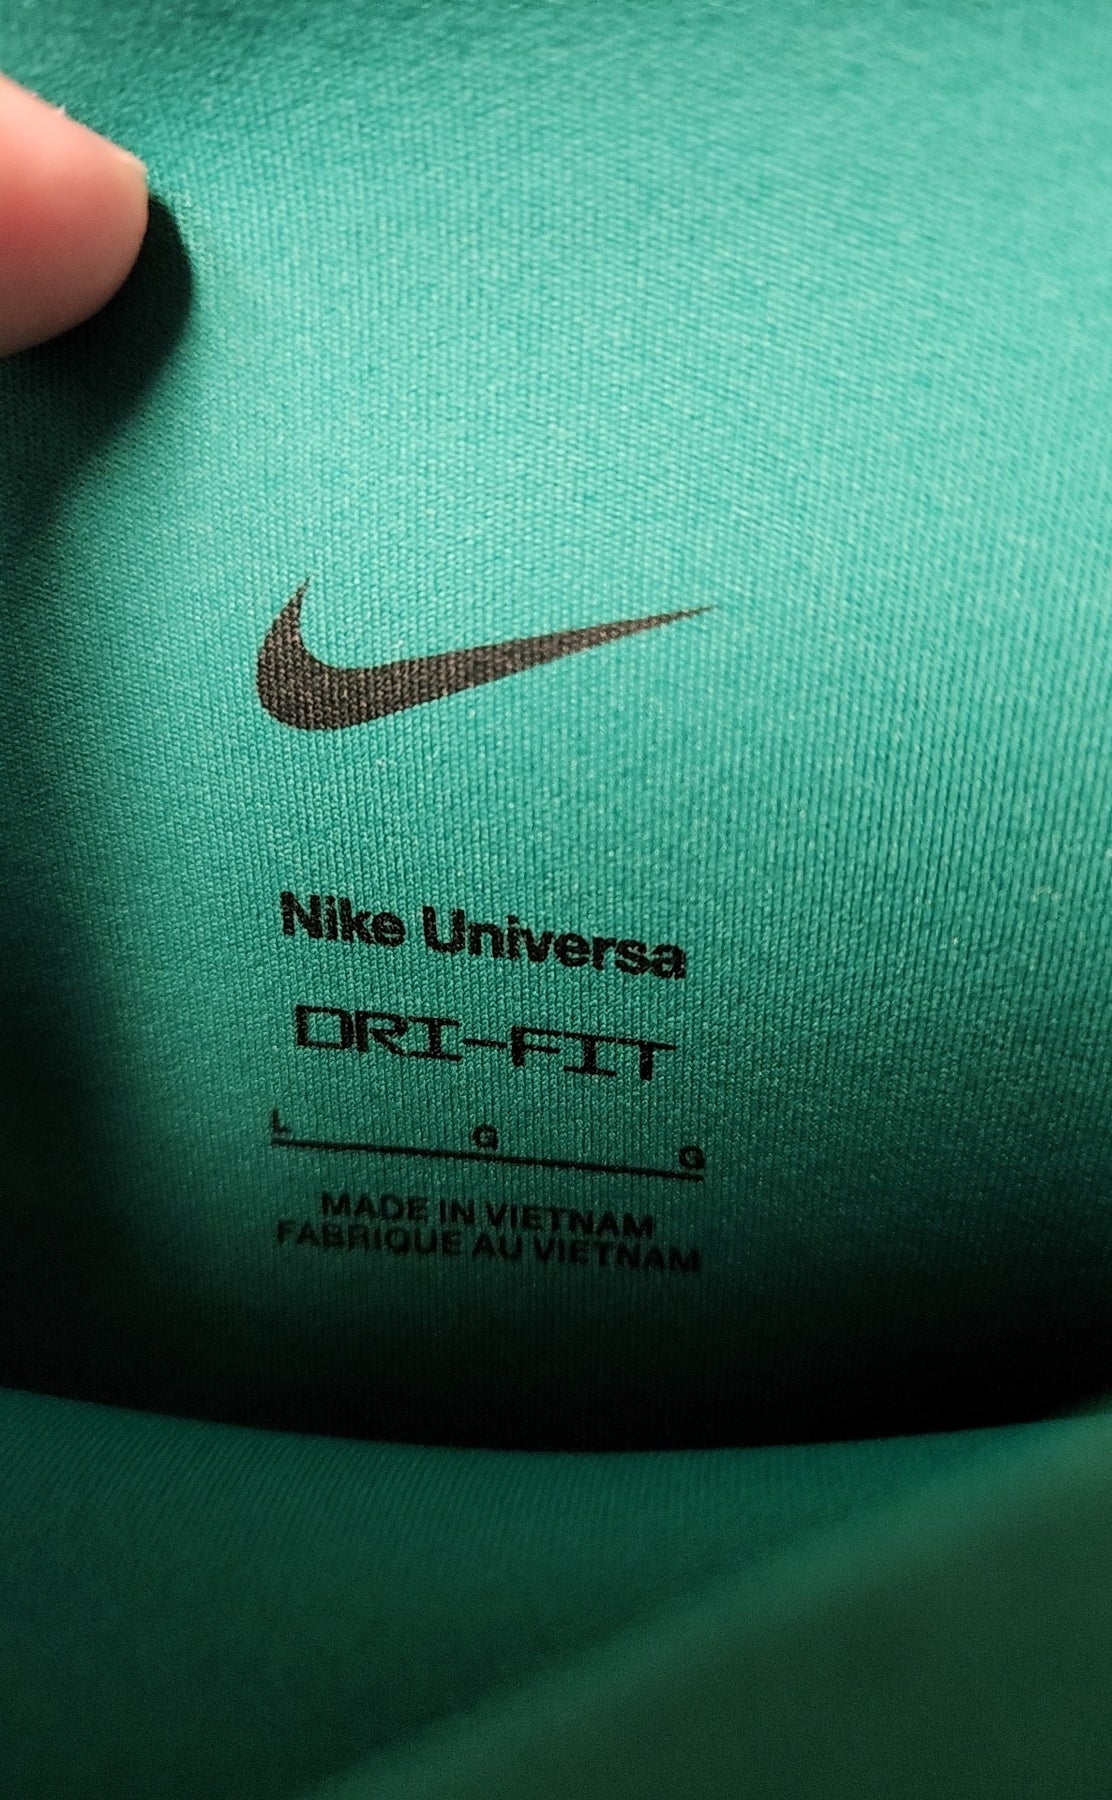 Nike Universa
DRI-FIT
L G G
MADE IN VIETNAM
FABRIQUE AU VIETNAM